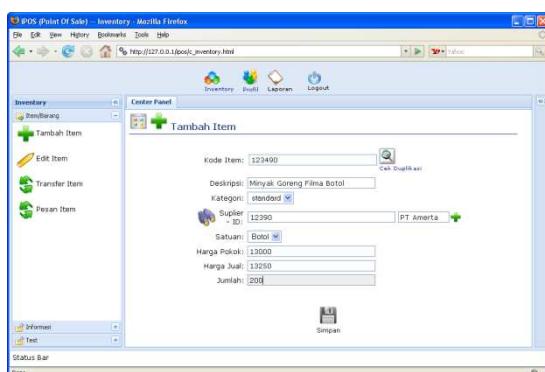 iPOS (Point Of Sale) -- Inventory - Mozilla Firefox
File Edit View History Bookmarks Tools Help
http://127.0.0.1/ipos/c_inventory.html
Yahoo
Inventory Profil Laporan Logout
Inventory
Center Panel
Item/Barang
Tambah Item
Tambah Item
Edit Item
Transfer Item
Pesan Item
Kode Item: 123490
Cek Duplikasi
Deskripsi: Minyak Goreng Filma Botol
Kategori: standard
Suplier - ID: 12390 PT Amerta
Satuan: Botol
Harga Pokok: 13000
Harga Jual: 13250
Jumlah: 200
Simpan
Informasi
Test
Status Bar